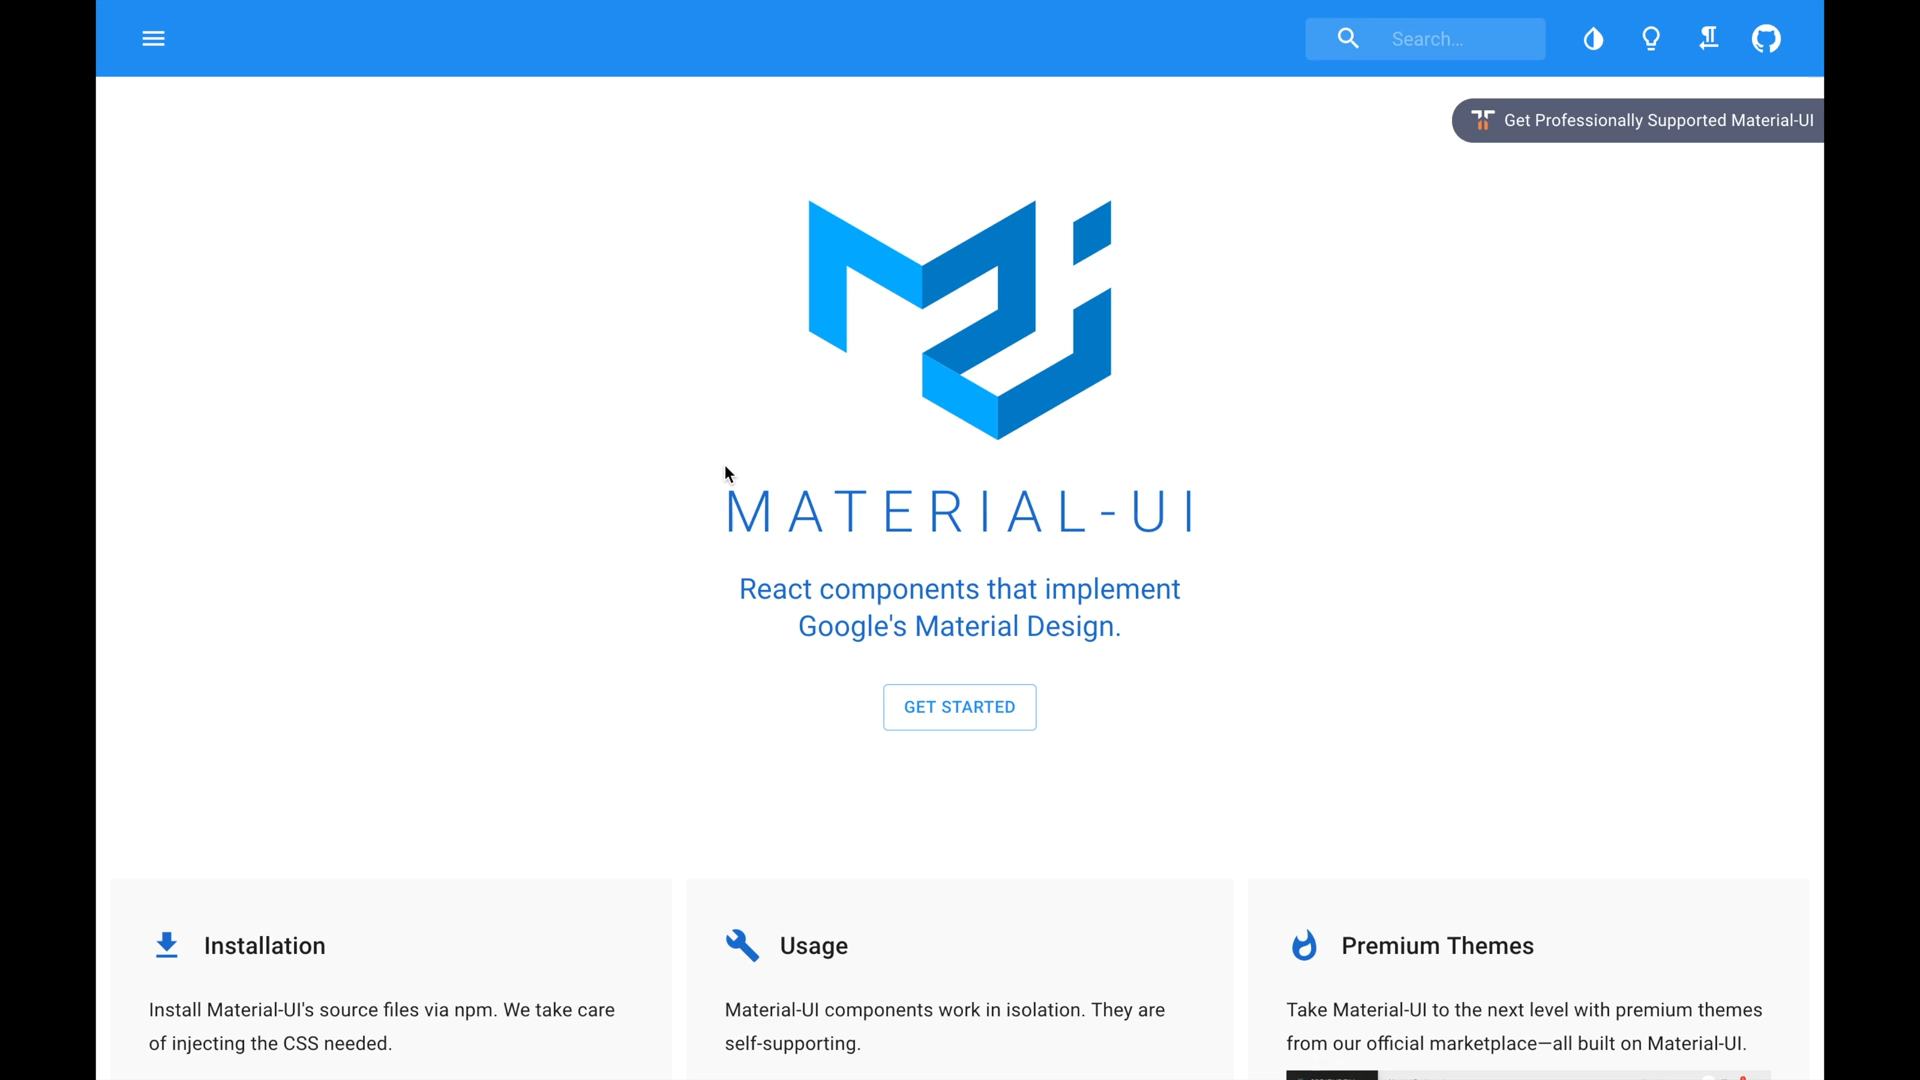 Search...
Get Professionally Supported Material-UI
MATERIAL-UI
React components that implement
Google's Material Design.
GET STARTED
Installation
Install Material-UI's source files via npm. We take care
of injecting the CSS needed.
Usage
Material-UI components work in isolation. They are
self-supporting.
Premium Themes
Take Material-UI to the next level with premium themes
from our official marketplace—all built on Material-UI.